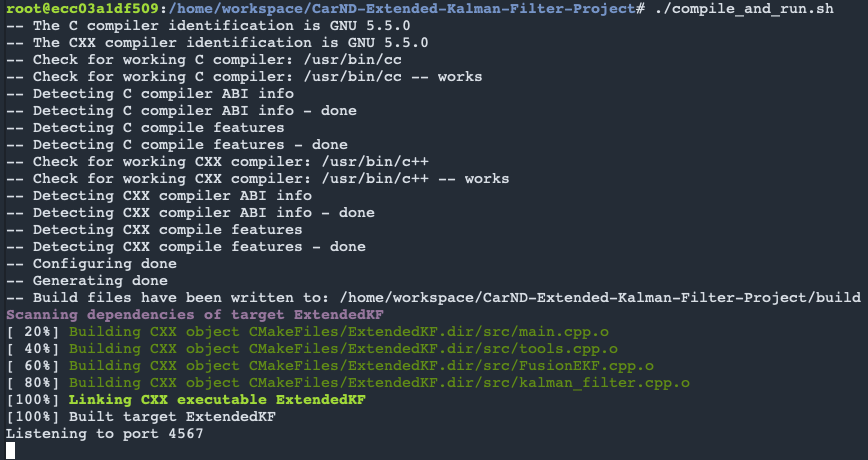 root@ecc03a1df509:/home/workspace/CarND-Extended-Kalman-Filter-Project# ./compile_and_run.sh
-- The C compiler identification is GNU 5.5.0
-- The CXX compiler identification is GNU 5.5.0
-- Check for working C compiler: /usr/bin/cc
-- Check for working C compiler: /usr/bin/cc -- works
-- Detecting C compiler ABI info
-- Detecting C compiler ABI info - done
-- Detecting C compile features
-- Detecting C compile features - done
-- Check for working CXX compiler: /usr/bin/c++
-- Check for working CXX compiler: /usr/bin/c++ -- works
-- Detecting CXX compiler ABI info
-- Detecting CXX compiler ABI info - done
-- Detecting CXX compile features
-- Detecting CXX compile features - done
-- Configuring done
-- Generating done
-- Build files have been written to: /home/workspace/CarND-Extended-Kalman-Filter-Project/build
Scanning dependencies of target ExtendedKF
[ 20%] Building CXX object CMakeFiles/ExtendedKF.dir/src/main.cpp.o
[ 40%] Building CXX object CMakeFiles/ExtendedKF.dir/src/tools.cpp.o
[ 60%] Building CXX object CMakeFiles/ExtendedKF.dir/src/FusionEKF.cpp.o
[ 80%] Building CXX object CMakeFiles/ExtendedKF.dir/src/kalman_filter.cpp.o
[100%] Linking CXX executable ExtendedKF
[100%] Built target ExtendedKF
Listening to port 4567